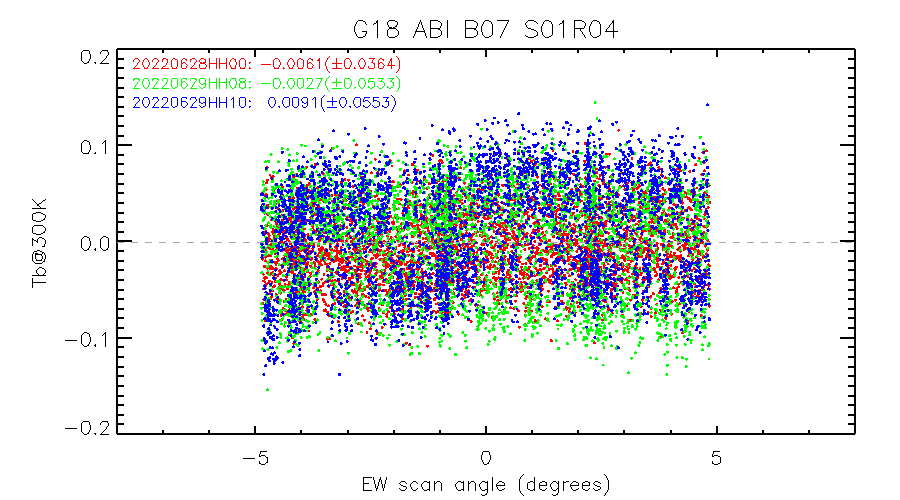 G18 ABI B07 S01R04
0.2
20220628HH00: -0.0061(±0.0364)
20220629HH08: -0.0027(±0.0533)
20220629HH10: 0.0091(±0.0553)
0.1
0.0
-0.1
-0.2
Tb@300K
-5 0 5
EW scan angle (degrees)